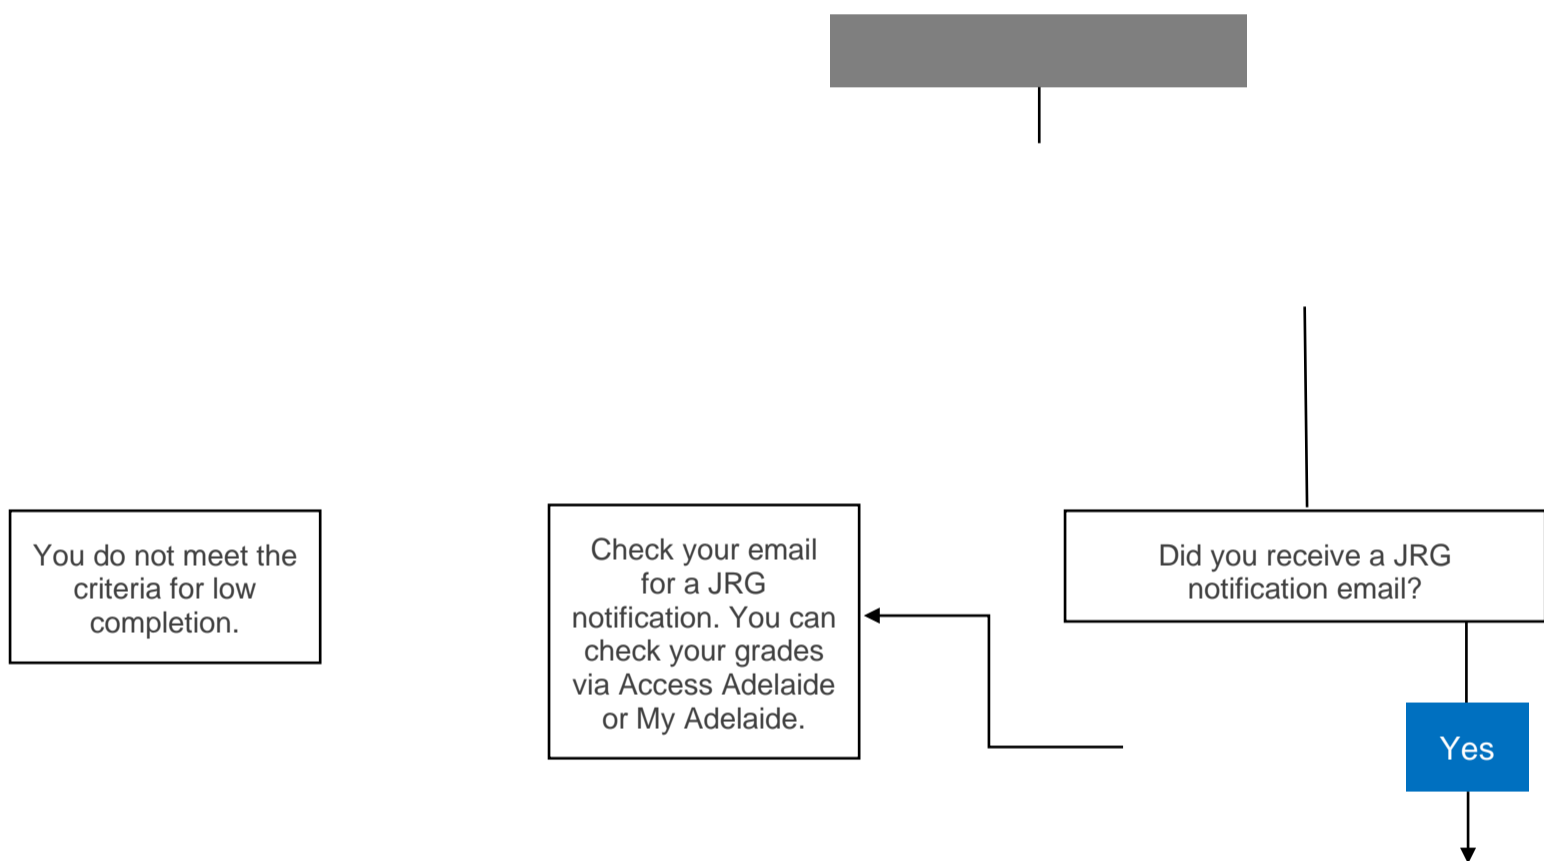 You do not meet the
criteria for low
completion.
Check your email
for a JRG
notification. You can
check your grades
via Access Adelaide
or My Adelaide.
Did you receive a JRG
notification email?
Yes